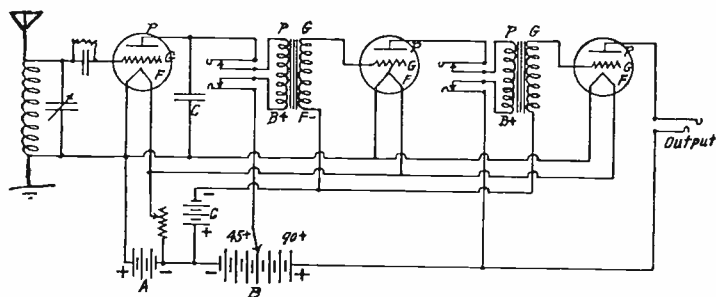 P
G
F
C
P G
B+ F-
P
G
F
P G
B+
P
G
F
Output
- C +
45+ 90+
+ A - - B +